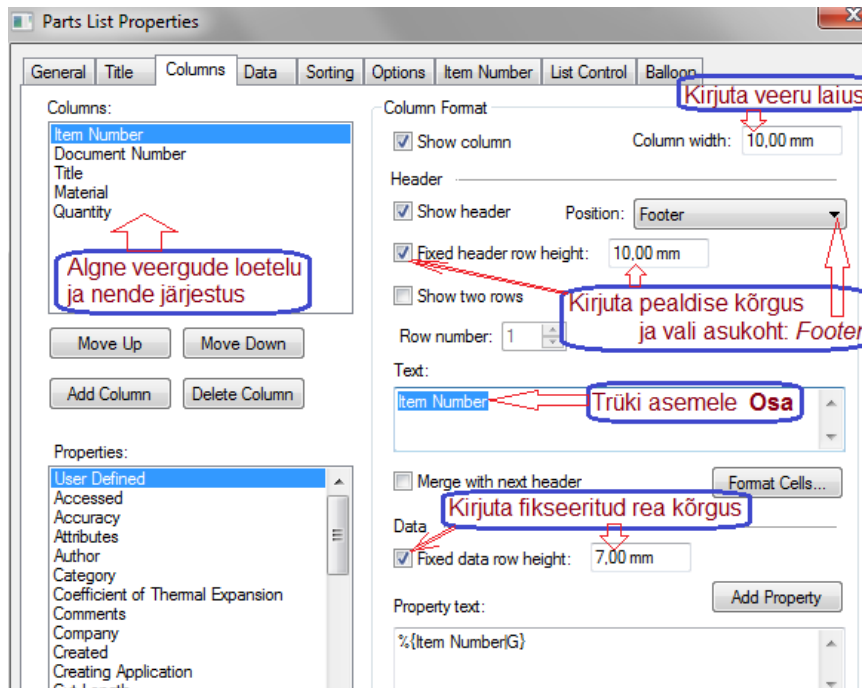 Parts List Properties
General Title Columns Data Sorting Options Item Number List Control Balloon
Kirjuta veeru laius
Columns:
Item Number
Document Number
Title
Material
Quantity
Algne veergude loetelu
ja nende järjestus
Move Up Move Down
Add Column Delete Column
Properties:
User Defined
Accessed
Accuracy
Attributes
Author
Category
Coefficient of Thermal Expansion
Comments
Company
Created
Creating Application
Column Format
Show column Column width: 10,00 mm
Header
Show header Position: Footer
Fixed header row height: 10,00 mm
Show two rows
Kirjuta pealdise kõrgus
ja vali asukoht: Footer
Row number: 1
Text:
Item Number
Trüki asemele Osa
Merge with next header Format Cells...
Kirjuta fikseeritud rea kõrgus
Data
Fixed data row height: 7,00 mm
Property text: Add Property
%{Item Number|G}